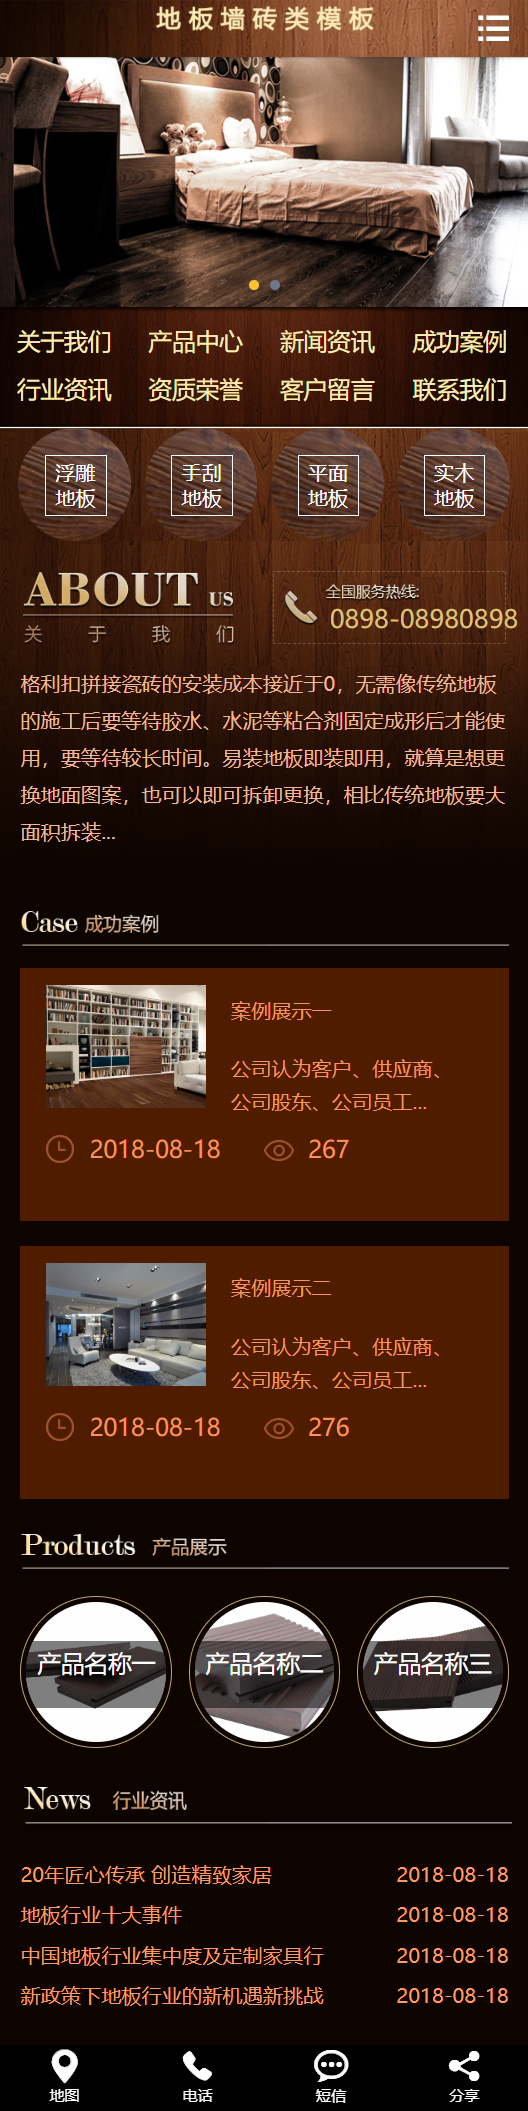 地板墙砖类模板
关于我们 产品中心 新闻资讯 成功案例
行业资讯 资质荣誉 客户留言 联系我们
浮雕地板 手刮地板 平面地板 实木地板
ABOUT US
关于我们
全国服务热线:
0898-08980898
格利扣拼接瓷砖的安装成本接近于0，无需像传统地板
的施工后要等待胶水、水泥等粘合剂固定成形后才能使
用，要等待较长时间。易装地板即装即用，就算是想更
换地面图案，也可以即可拆卸更换，相比传统地板要大
面积拆装...
Case 成功案例
案例展示一
公司认为客户、供应商、
公司股东、公司员工...
2018-08-18 267
案例展示二
公司认为客户、供应商、
公司股东、公司员工...
2018-08-18 276
Products 产品展示
产品名称一 产品名称二 产品名称三
News 行业资讯
20年匠心传承 创造精致家居 2018-08-18
地板行业十大事件 2018-08-18
中国地板行业集中度及定制家具行 2018-08-18
新政策下地板行业的新机遇新挑战 2018-08-18
地图 电话 短信 分享